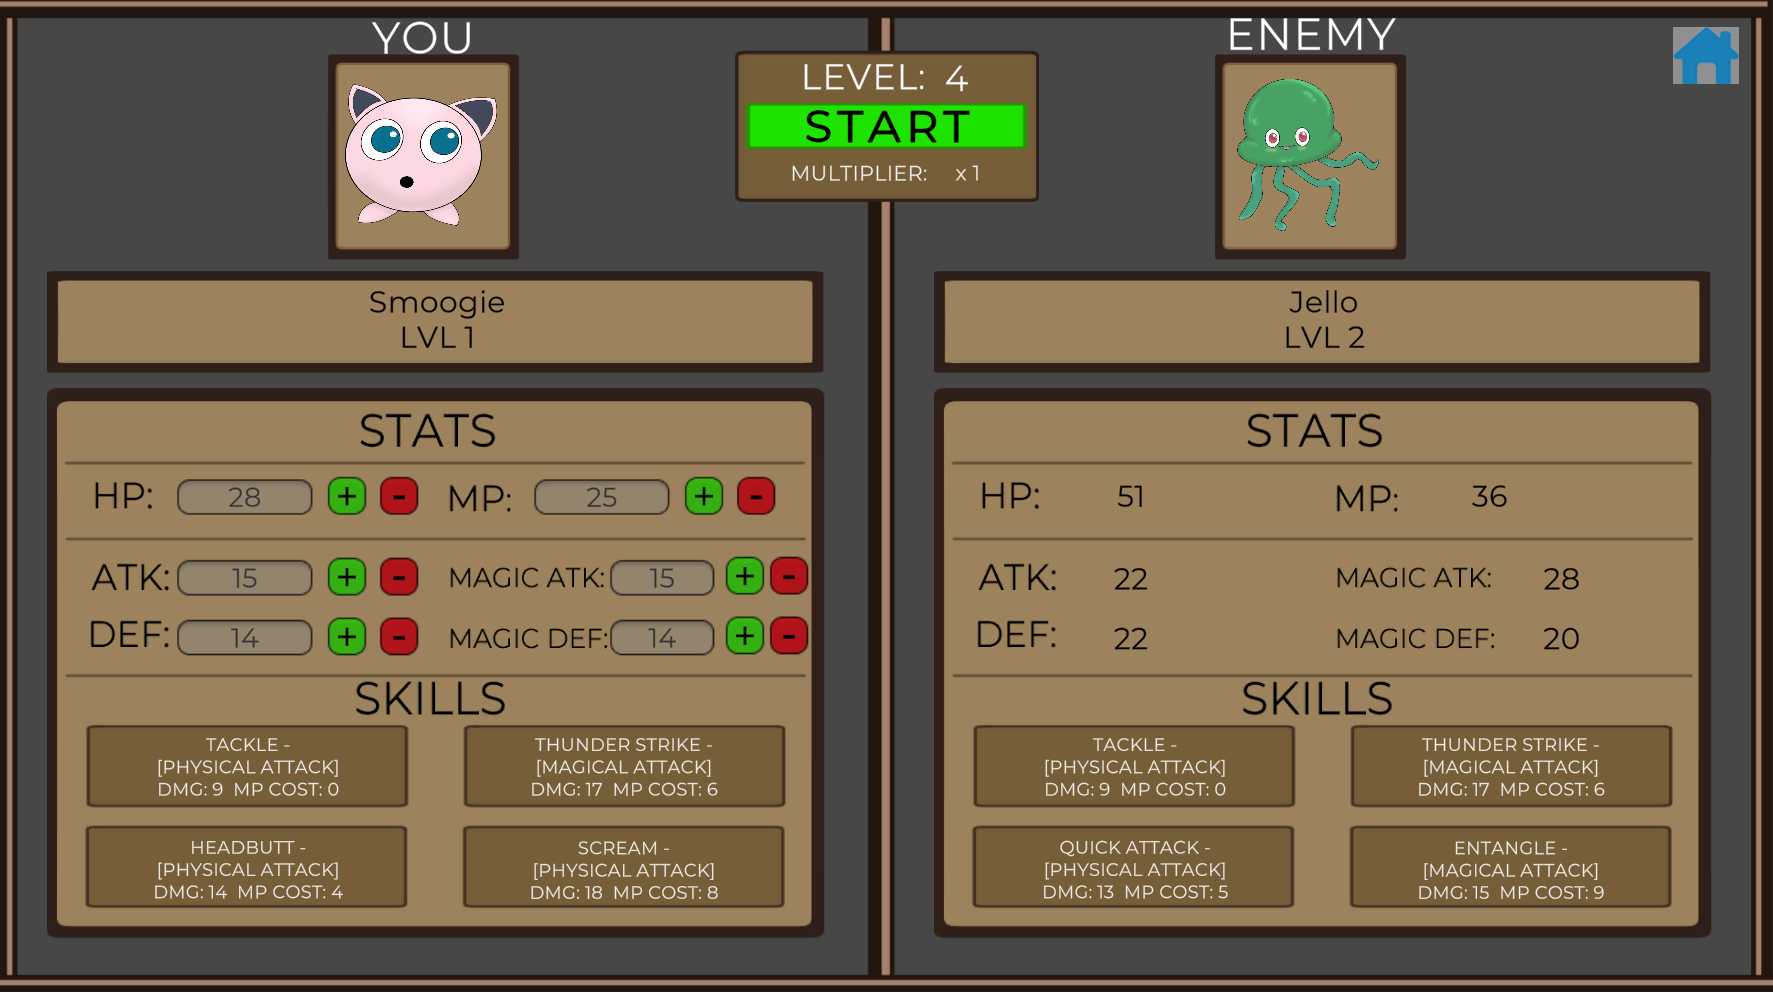 YOU
Smoogie
LVL 1
STATS
HP: 28 + - MP: 25 + -
ATK: 15 + - MAGIC ATK: 15 + -
DEF: 14 + - MAGIC DEF: 14 + -
SKILLS
TACKLE -
[PHYSICAL ATTACK]
DMG: 9 MP COST: 0
THUNDER STRIKE -
[MAGICAL ATTACK]
DMG: 17 MP COST: 6
HEADBUTT -
[PHYSICAL ATTACK]
DMG: 14 MP COST: 4
SCREAM -
[PHYSICAL ATTACK]
DMG: 18 MP COST: 8
LEVEL: 4
START
MULTIPLIER: x 1
ENEMY
Jello
LVL 2
STATS
HP: 51 MP: 36
ATK: 22 MAGIC ATK: 28
DEF: 22 MAGIC DEF: 20
SKILLS
TACKLE -
[PHYSICAL ATTACK]
DMG: 9 MP COST: 0
THUNDER STRIKE -
[MAGICAL ATTACK]
DMG: 17 MP COST: 6
QUICK ATTACK -
[PHYSICAL ATTACK]
DMG: 13 MP COST: 5
ENTANGLE -
[MAGICAL ATTACK]
DMG: 15 MP COST: 9